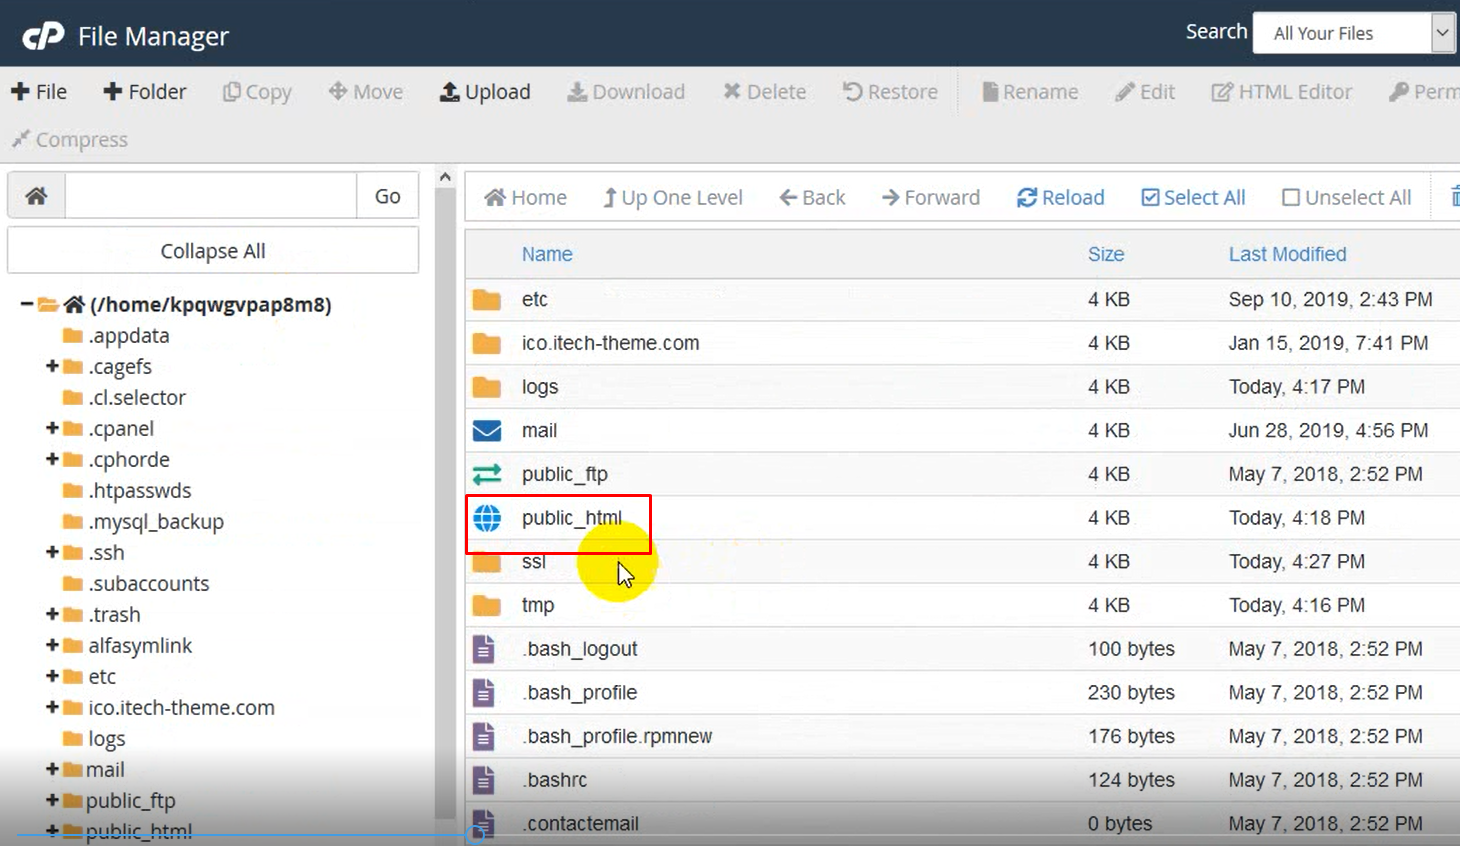 cP File Manager
Search All Your Files
File Folder Copy Move Upload Download Delete Restore Rename Edit HTML Editor
Compress
Go
Collapse All
(/home/kpqwgvpap8m8)
.appdata
.cagefs
.cl.selector
.cpanel
.cphorde
.htpasswds
.mysql_backup
.ssh
.subaccounts
.trash
alfasymlink
etc
ico.itech-theme.com
logs
mail
public_ftp
public_html
Home Up One Level Back Forward Reload Select All Unselect All
Name Size Last Modified
etc 4 KB Sep 10, 2019, 2:43 PM
ico.itech-theme.com 4 KB Jan 15, 2019, 7:41 PM
logs 4 KB Today, 4:17 PM
mail 4 KB Jun 28, 2019, 4:56 PM
public_ftp 4 KB May 7, 2018, 2:52 PM
public_html 4 KB Today, 4:18 PM
ssl 4 KB Today, 4:27 PM
tmp 4 KB Today, 4:16 PM
.bash_logout 100 bytes May 7, 2018, 2:52 PM
.bash_profile 230 bytes May 7, 2018, 2:52 PM
.bash_profile.rpmnew 176 bytes May 7, 2018, 2:52 PM
.bashrc 124 bytes May 7, 2018, 2:52 PM
.contactemail 0 bytes May 7, 2018, 2:52 PM